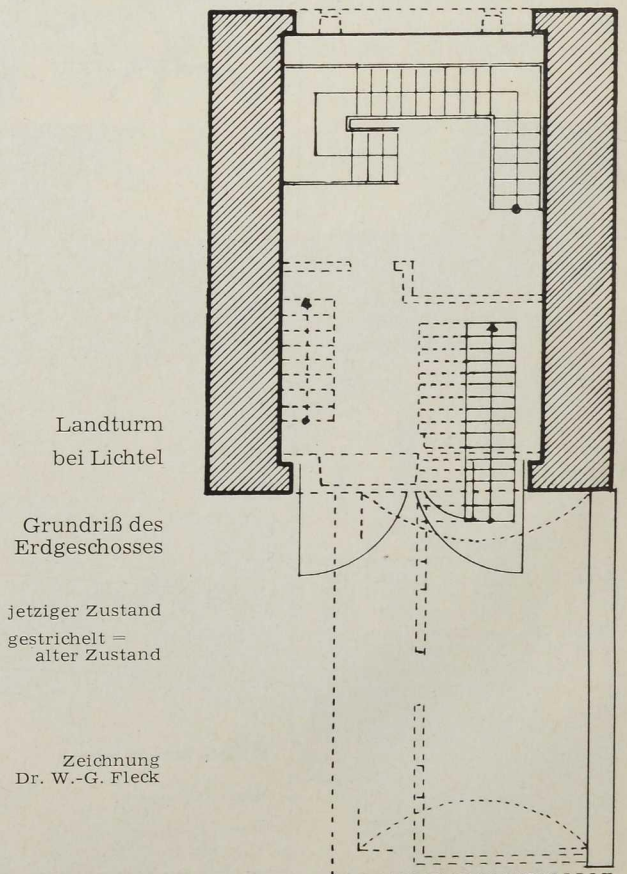 Landturm
bei Lichtel
Grundriß des
Erdgeschosses
jetziger Zustand
gestrichelt =
alter Zustand
Zeichnung
Dr. W.-G. Fleck